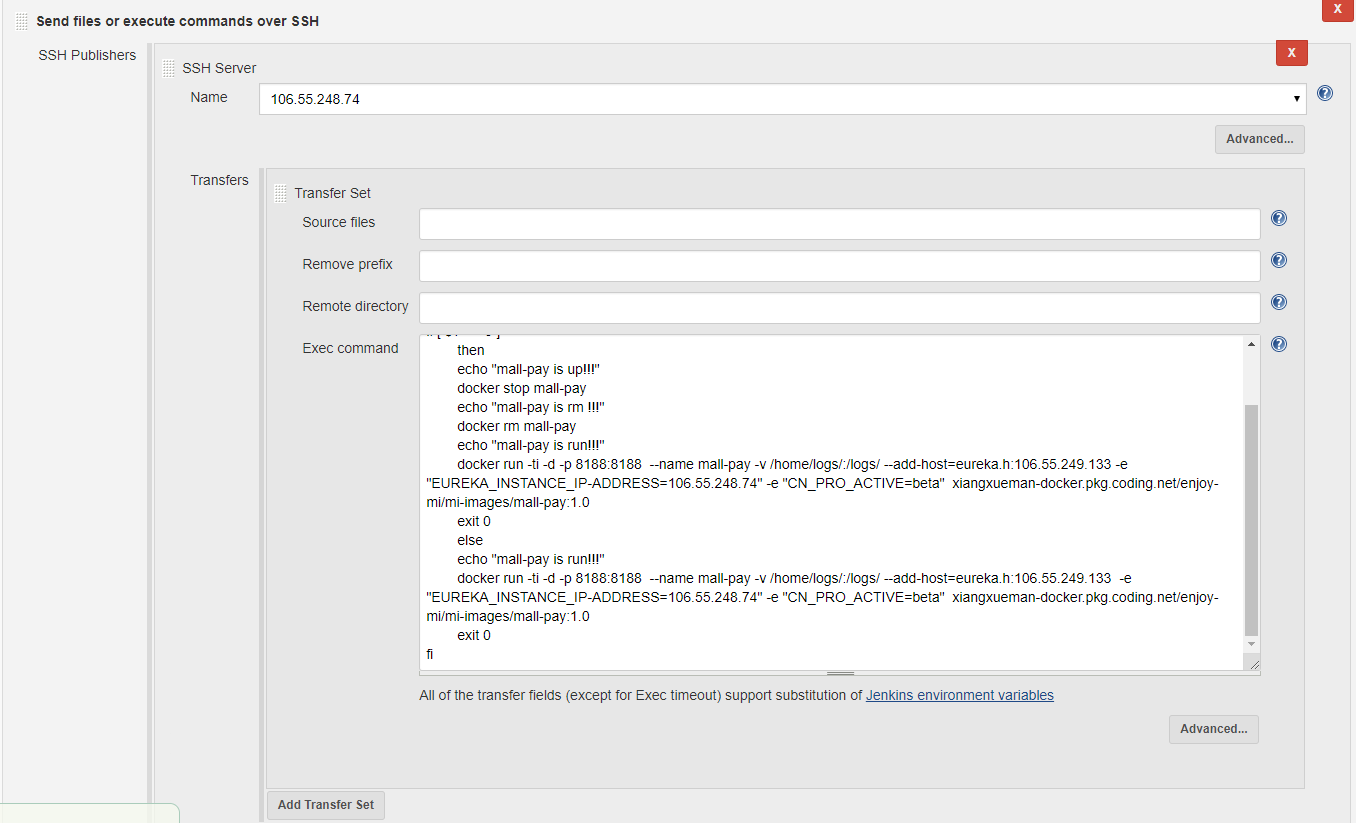 X
Send files or execute commands over SSH
SSH Publishers
X
SSH Server
Name
106.55.248.74
Advanced...
Transfers
Transfer Set
Source files
Remove prefix
Remote directory
Exec command
then
echo "mall-pay is up!!!"
docker stop mall-pay
echo "mall-pay is rm !!!"
docker rm mall-pay
echo "mall-pay is run!!!"
docker run -ti -d -p 8188:8188  --name mall-pay -v /home/logs/:/logs/ --add-host=eureka.h:106.55.249.133 -e
"EUREKA_INSTANCE_IP-ADDRESS=106.55.248.74" -e "CN_PRO_ACTIVE=beta"  xiangxueman-docker.pkg.coding.net/enjoy-
mi/mi-images/mall-pay:1.0
exit 0
else
echo "mall-pay is run!!!"
docker run -ti -d -p 8188:8188  --name mall-pay -v /home/logs/:/logs/ --add-host=eureka.h:106.55.249.133  -e
"EUREKA_INSTANCE_IP-ADDRESS=106.55.248.74" -e "CN_PRO_ACTIVE=beta"  xiangxueman-docker.pkg.coding.net/enjoy-
mi/mi-images/mall-pay:1.0
exit 0
fi
All of the transfer fields (except for Exec timeout) support substitution of Jenkins environment variables
Advanced...
Add Transfer Set